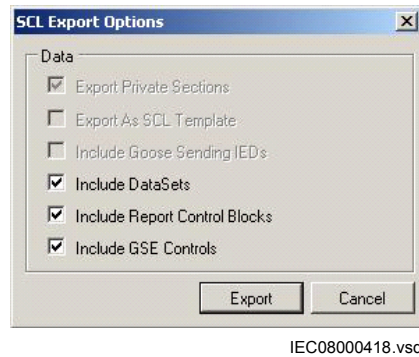 SCL Export Options
Data
Export Private Sections
Export As SCL Template
Include Goose Sending IEDs
Include DataSets
Include Report Control Blocks
Include GSE Controls
Export Cancel
IEC08000418.vsd